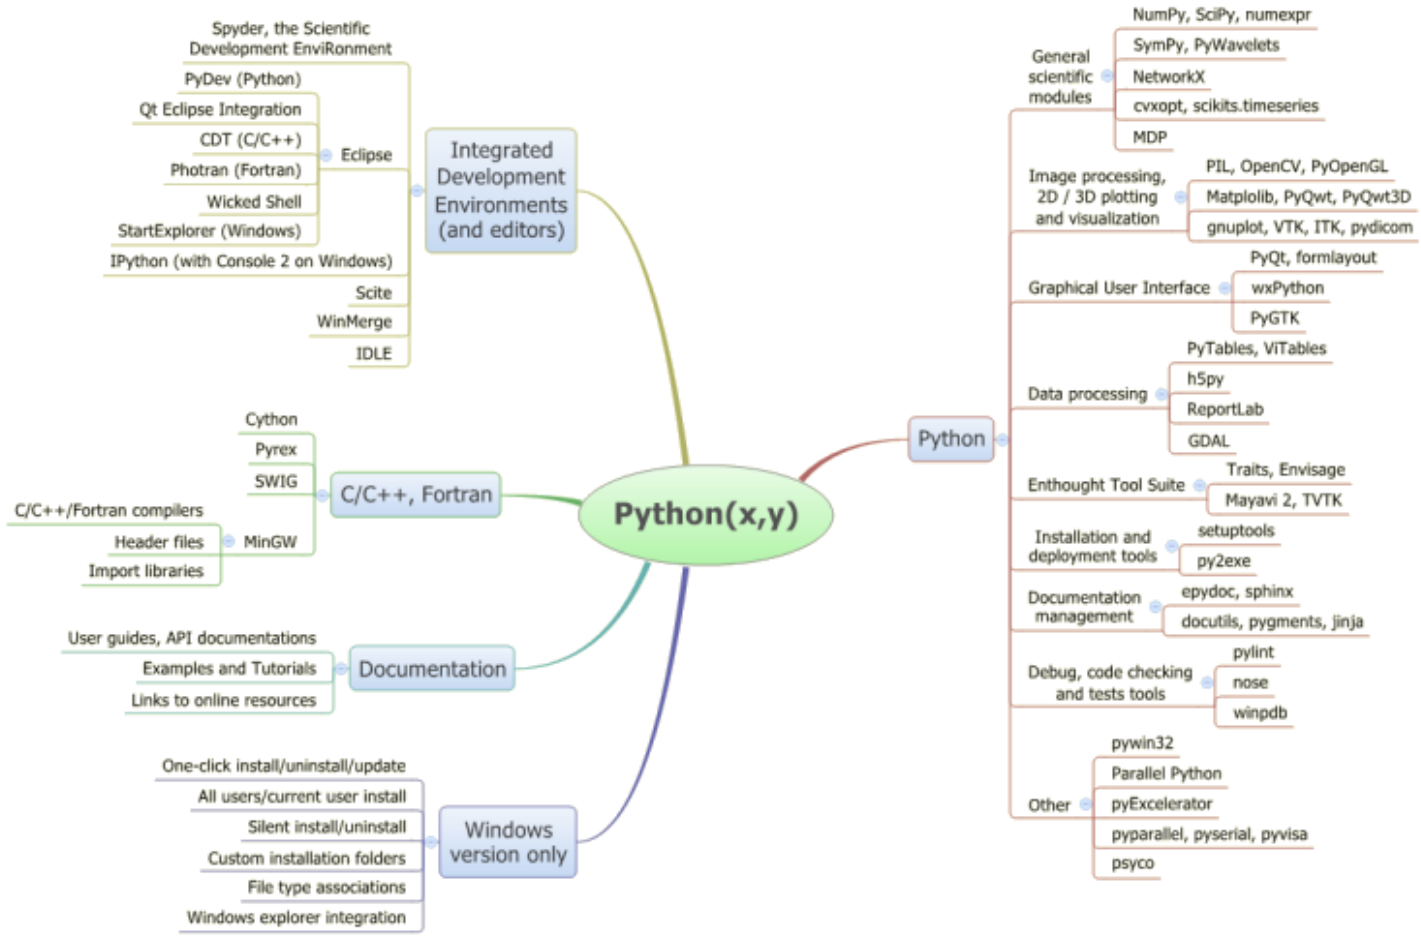 Spyder, the Scientific
Development EnviRonment
PyDev (Python)
Qt Eclipse Integration
CDT (C/C++)
Photran (Fortran)
Wicked Shell
StartExplorer (Windows)
Eclipse
IPython (with Console 2 on Windows)
Scite
WinMerge
IDLE
Integrated
Development
Environments
(and editors)
Cython
Pyrex
SWIG
C/C++/Fortran compilers
Header files
Import libraries
MinGW
C/C++, Fortran
User guides, API documentations
Examples and Tutorials
Links to online resources
Documentation
One-click install/uninstall/update
All users/current user install
Silent install/uninstall
Custom installation folders
File type associations
Windows explorer integration
Windows
version only
Python(x,y)
Python
General
scientific
modules
NumPy, SciPy, numexpr
SymPy, PyWavelets
NetworkX
cvxopt, scikits.timeseries
MDP
Image processing,
2D / 3D plotting
and visualization
PIL, OpenCV, PyOpenGL
Matplolib, PyQwt, PyQwt3D
gnuplot, VTK, ITK, pydicom
Graphical User Interface
PyQt, formlayout
wxPython
PyGTK
Data processing
PyTables, ViTables
h5py
ReportLab
GDAL
Enthought Tool Suite
Traits, Envisage
Mayavi 2, TVTK
Installation and
deployment tools
setuptools
py2exe
Documentation
management
epydoc, sphinx
docutils, pygments, jinja
Debug, code checking
and tests tools
pylint
nose
winpdb
Other
pywin32
Parallel Python
pyExcelerator
pyparallel, pyserial, pyvisa
psyco